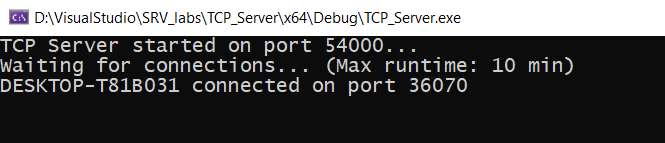 D:\VisualStudio\SRV_labs\TCP_Server\x64\Debug\TCP_Server.exe
TCP Server started on port 54000...
Waiting for connections... (Max runtime: 10 min)
DESKTOP-T81B031 connected on port 36070